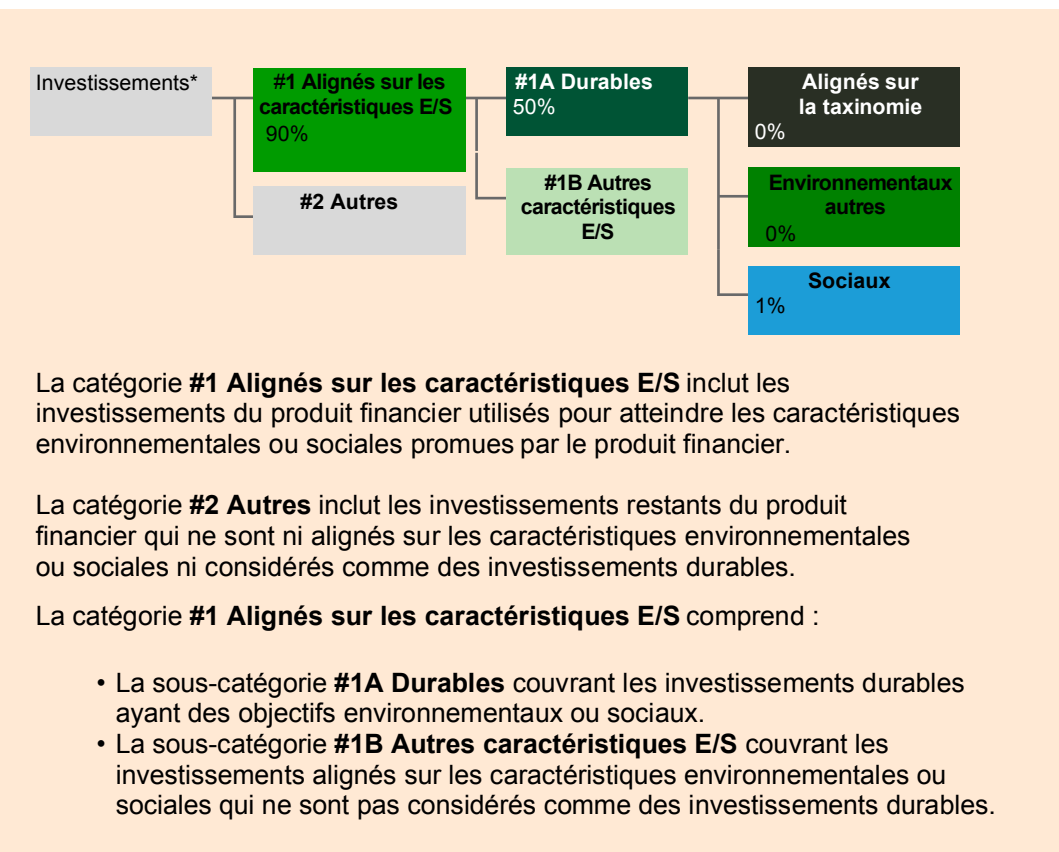 Investissements*
#1 Alignés sur les
caractéristiques E/S
90%
#2 Autres
#1A Durables
50%
#1B Autres
caractéristiques
E/S
Alignés sur
la taxinomie
0%
Environnementaux
autres
0%
Sociaux
1%
La catégorie #1 Alignés sur les caractéristiques E/S inclut les
investissements du produit financier utilisés pour atteindre les caractéristiques
environnementales ou sociales promues par le produit financier.
La catégorie #2 Autres inclut les investissements restants du produit
financier qui ne sont ni alignés sur les caractéristiques environnementales
ou sociales ni considérés comme des investissements durables.
La catégorie #1 Alignés sur les caractéristiques E/S comprend :
• La sous-catégorie #1A Durables couvrant les investissements durables
ayant des objectifs environnementaux ou sociaux.
• La sous-catégorie #1B Autres caractéristiques E/S couvrant les
investissements alignés sur les caractéristiques environnementales ou
sociales qui ne sont pas considérés comme des investissements durables.